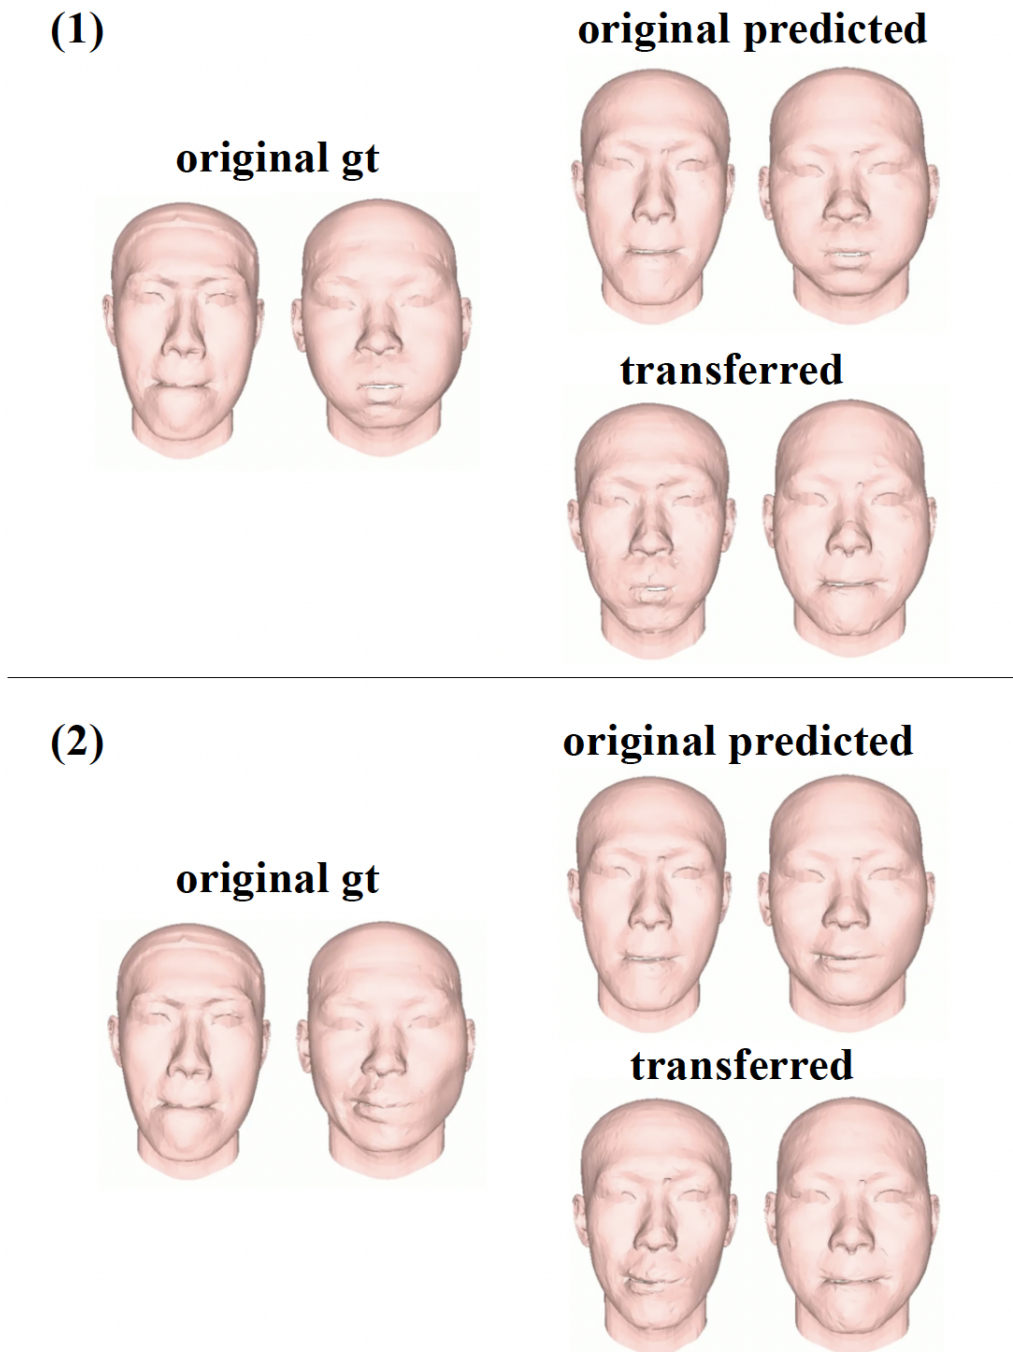 (1)
original predicted
original gt
transferred
(2)
original predicted
original gt
transferred